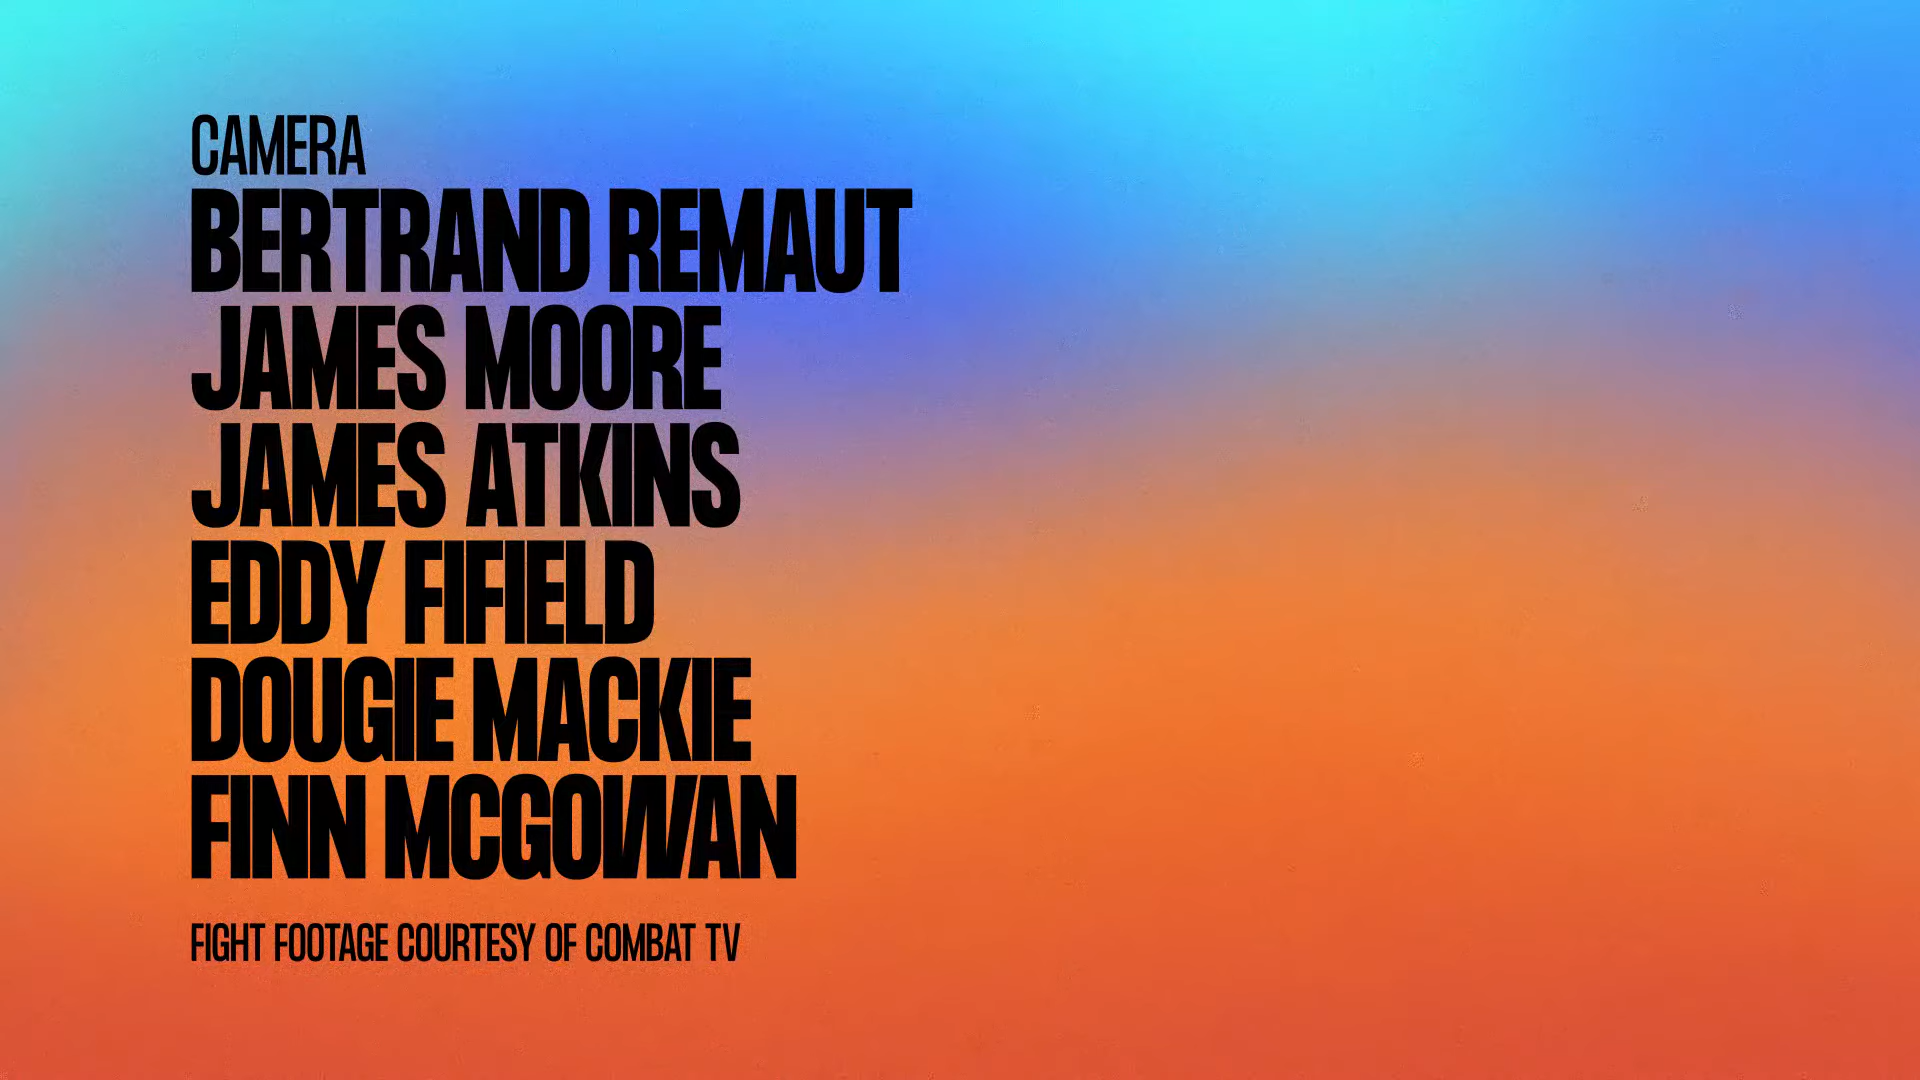 CAMERA
BERTRAND REMAUT
JAMES MOORE
JAMES ATKINS
EDDY FIFIELD
DOUGIE MACKIE
FINN MCGOWAN
FIGHT FOOTAGE COURTESY OF COMBAT TV